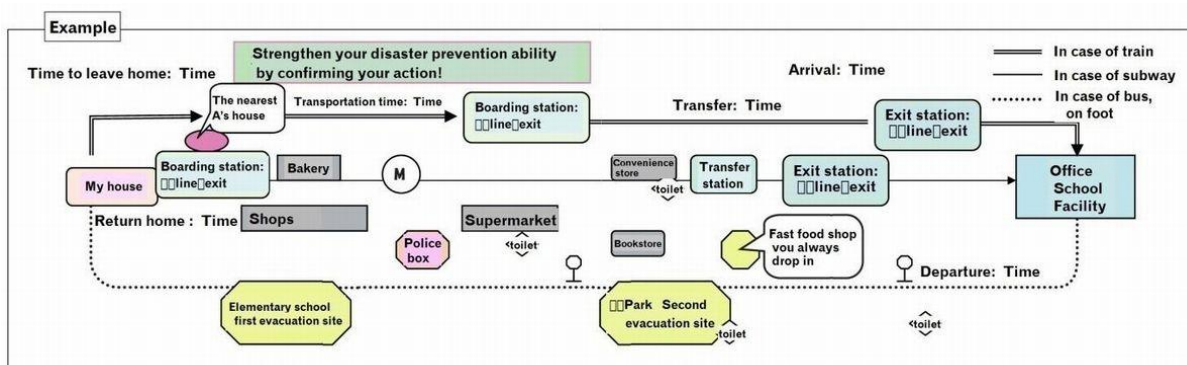 Example
Strengthen your disaster prevention ability
by confirming your action!
Time to leave home: Time
Arrival: Time
In case of train
In case of subway
In case of bus,
on foot
The nearest
A's house
Transportation time: Time
Boarding station:
□□line□exit
Transfer: Time
Exit station:
□□line□exit
My house
Boarding station:
□□line□exit
Bakery
M
Convenience
store
toilet
Transfer
station
Exit station:
□□line□exit
Office
School
Facility
Return home : Time
Shops
Supermarket
toilet
Police
box
Bookstore
Fast food shop
you always
drop in
Departure: Time
Elementary school
first evacuation site
□□Park Second
evacuation site
toilet
toilet